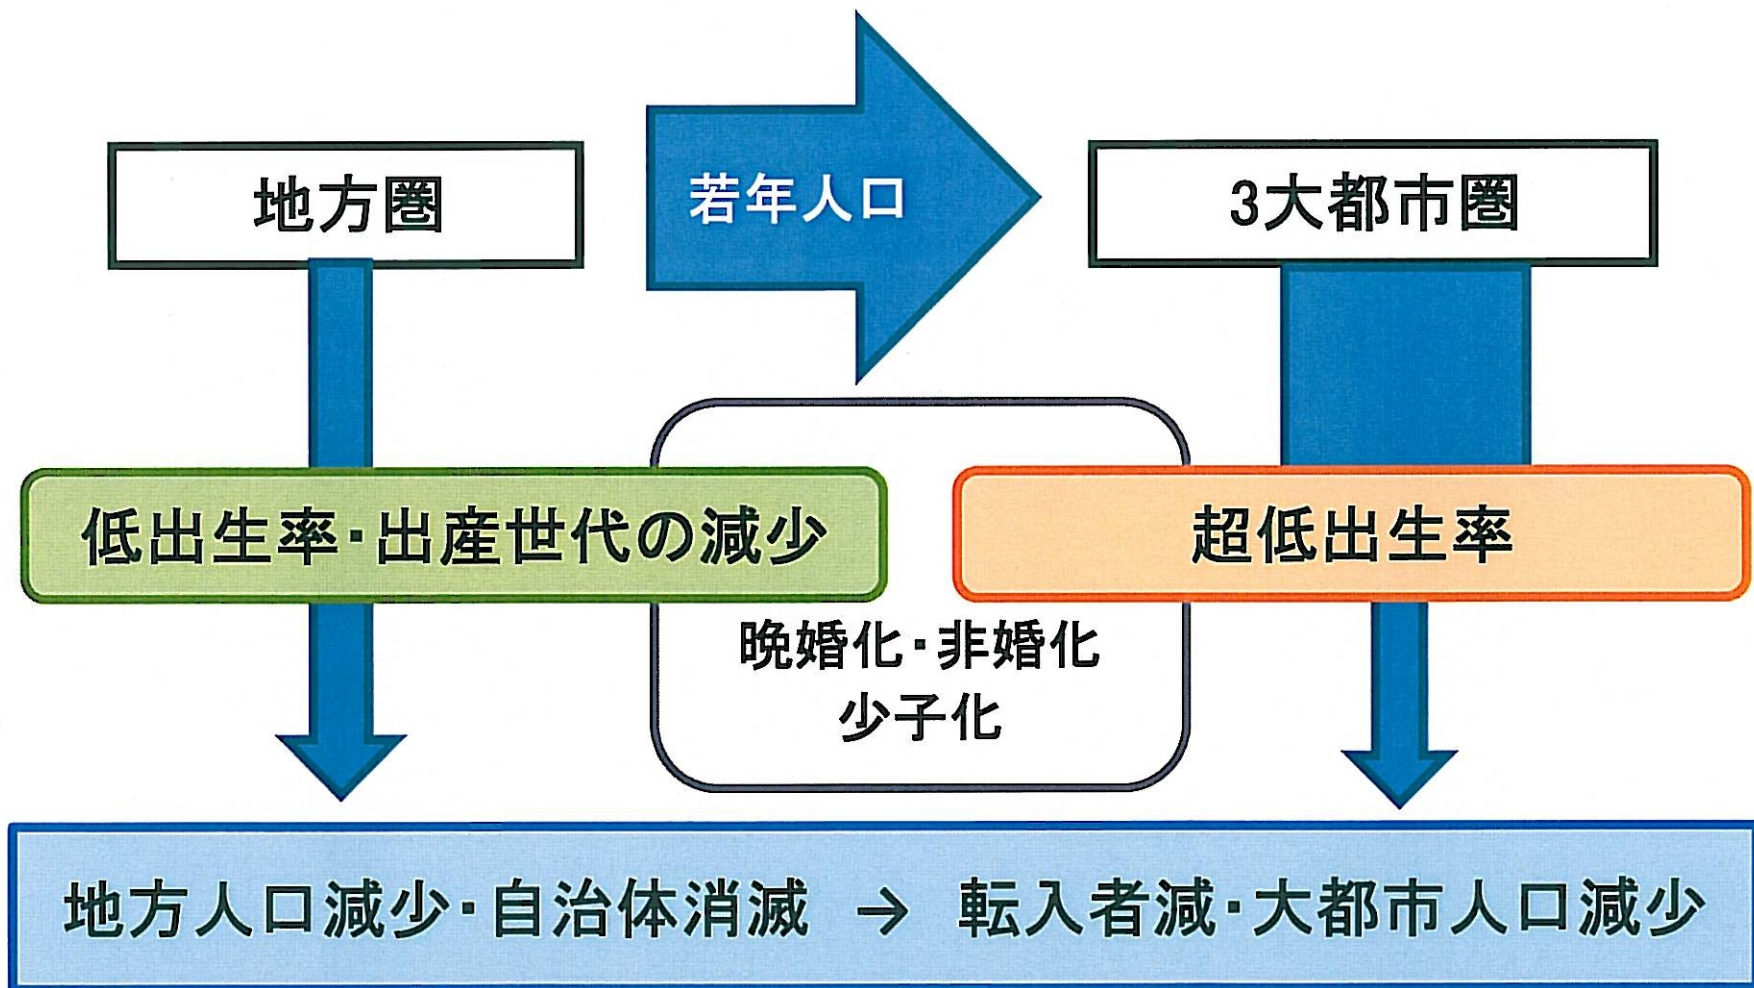 地方圏
若年人口
3大都市圏
低出生率・出産世代の減少
超低出生率
晩婚化・非婚化
少子化
地方人口減少・自治体消滅 → 転入者減・大都市人口減少